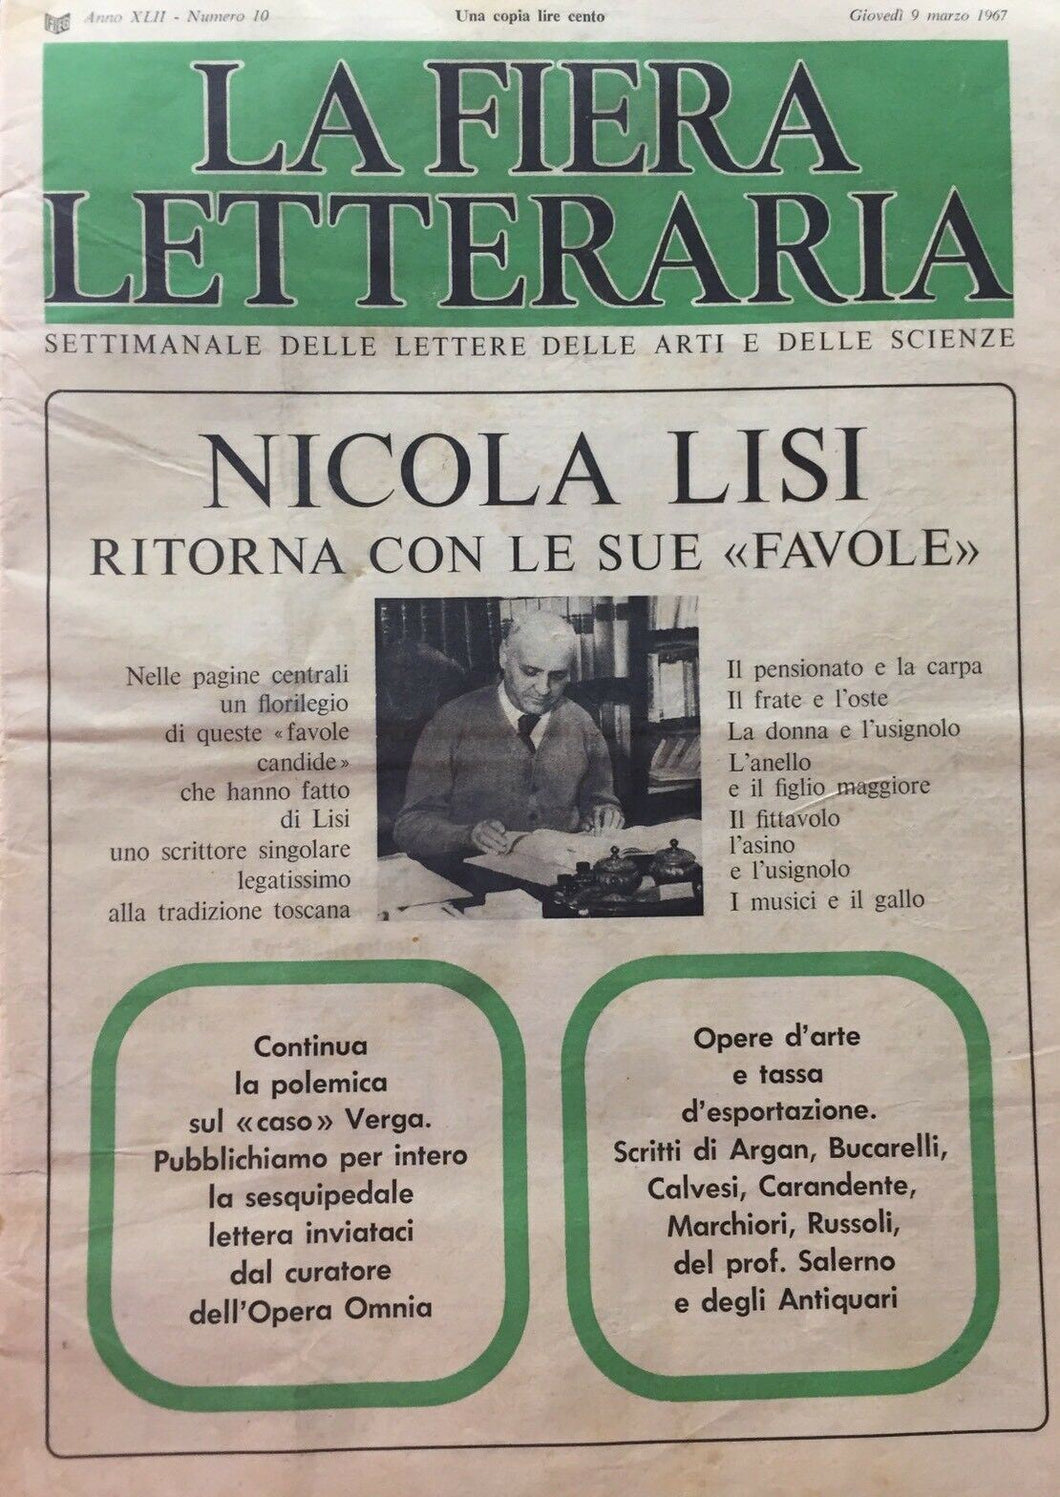 Anno XLII - Numero 10
Una copia lire cento
Giovedì 9 marzo 1967
LA FIERA
LETTERARIA
SETTIMANALE DELLE LETTERE DELLE ARTI E DELLE SCIENZE
NICOLA LISI
RITORNA CON LE SUE «FAVOLE»
Nelle pagine centrali
un florilegio
di queste «favole
candide»
che hanno fatto
di Lisi
uno scrittore singolare
legatissimo
alla tradizione toscana
Il pensionato e la carpa
Il frate e l'oste
La donna e l'usignolo
L'anello
e il figlio maggiore
Il fittavolo
l'asino
e l'usignolo
I musici e il gallo
Continua
la polemica
sul «caso» Verga.
Pubblichiamo per intero
la sesquipedale
lettera inviataci
dal curatore
dell'Opera Omnia
Opere d'arte
e tassa
d'esportazione.
Scritti di Argan, Bucarelli,
Calvesi, Carandente,
Marchiori, Russoli,
del prof. Salerno
e degli Antiquari